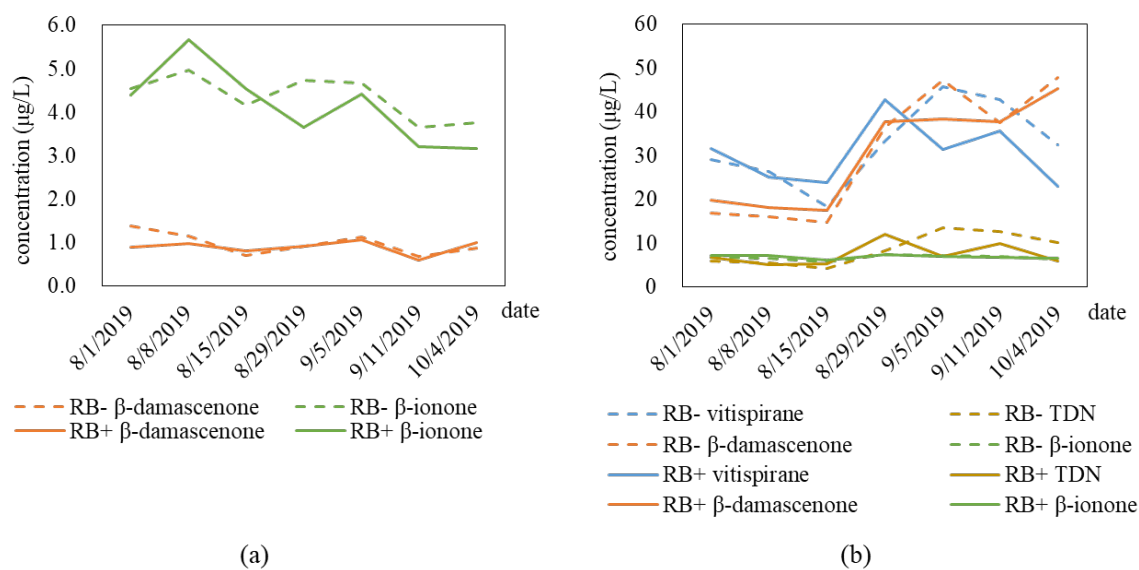 6.0
5.0
4.0
3.0
2.0
1.0
0.0
concentration (µg/L)
8/1/2019
8/8/2019
8/15/2019
8/29/2019
9/5/2019
9/11/2019
10/4/2019
date
RB- β-damascenone
RB- β-ionone
RB+ β-damascenone
RB+ β-ionone
(a)
60
50
40
30
20
10
0
concentration (µg/L)
8/1/2019
8/8/2019
8/15/2019
8/29/2019
9/5/2019
9/11/2019
10/4/2019
date
RB- vitispirane
RB- TDN
RB- β-damascenone
RB- β-ionone
RB+ vitispirane
RB+ TDN
RB+ β-damascenone
RB+ β-ionone
(b)